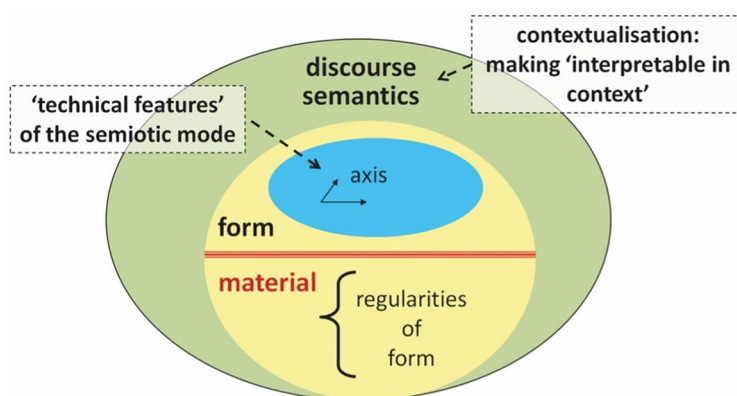 contextualisation:
making ‘interpretable in
context’
discourse
semantics
‘technical features’
of the semiotic mode
axis
form
material
regularities
of
form